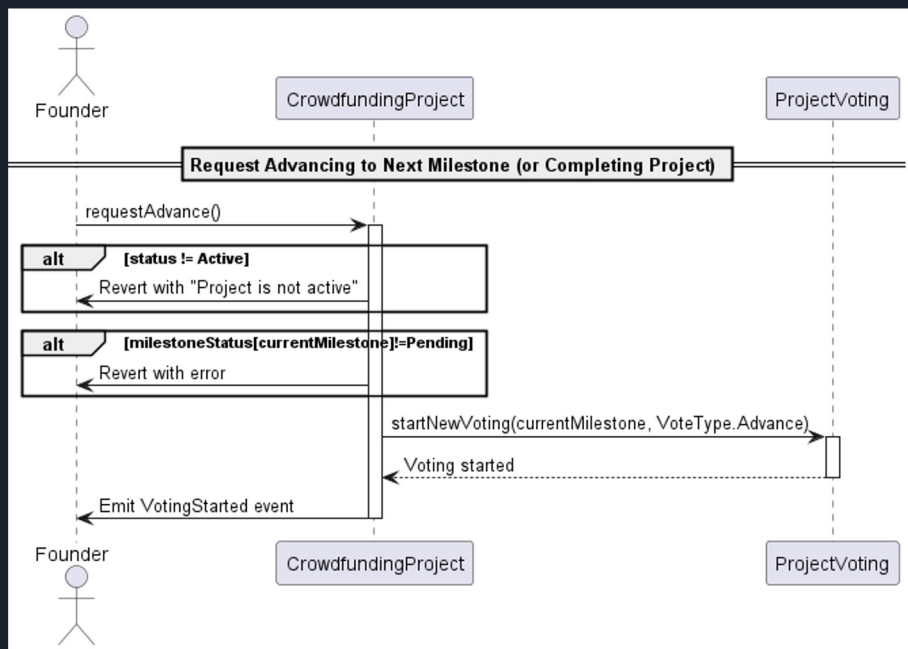 Founder
CrowdfundingProject
ProjectVoting
Request Advancing to Next Milestone (or Completing Project)
requestAdvance()
alt [status != Active]
Revert with "Project is not active"
alt [milestoneStatus[currentMilestone]!=Pending]
Revert with error
startNewVoting(currentMilestone, VoteType.Advance)
Voting started
Emit VotingStarted event
Founder
CrowdfundingProject
ProjectVoting